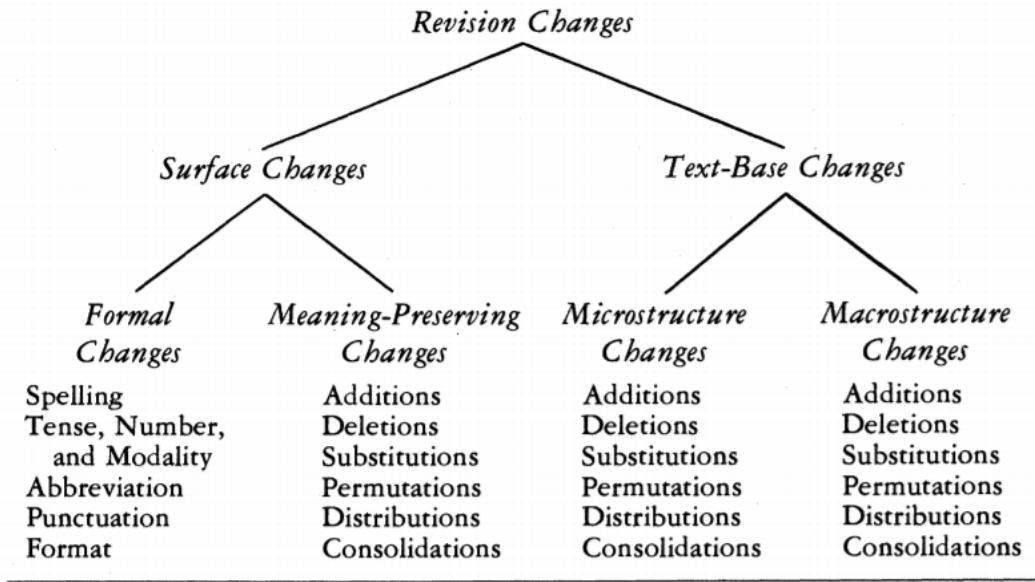 Revision Changes
Surface Changes
Text-Base Changes
Formal
Changes
Spelling
Tense, Number,
and Modality
Abbreviation
Punctuation
Format
Meaning-Preserving
Changes
Additions
Deletions
Substitutions
Permutations
Distributions
Consolidations
Microstructure
Changes
Additions
Deletions
Substitutions
Permutations
Distributions
Consolidations
Macrostructure
Changes
Additions
Deletions
Substitutions
Permutations
Distributions
Consolidations